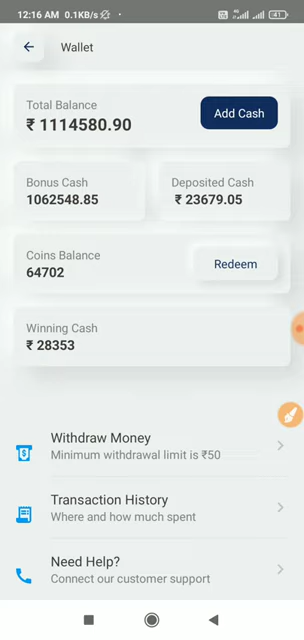 12:16 AM 0.1KB/s
4G
41
Wallet
Total Balance
₹ 1114580.90
Add Cash
Bonus Cash
1062548.85
Deposited Cash
₹ 23679.05
Coins Balance
64702
Redeem
Winning Cash
₹ 28353
Withdraw Money
Minimum withdrawal limit is ₹50
Transaction History
Where and how much spent
Need Help?
Connect our customer support